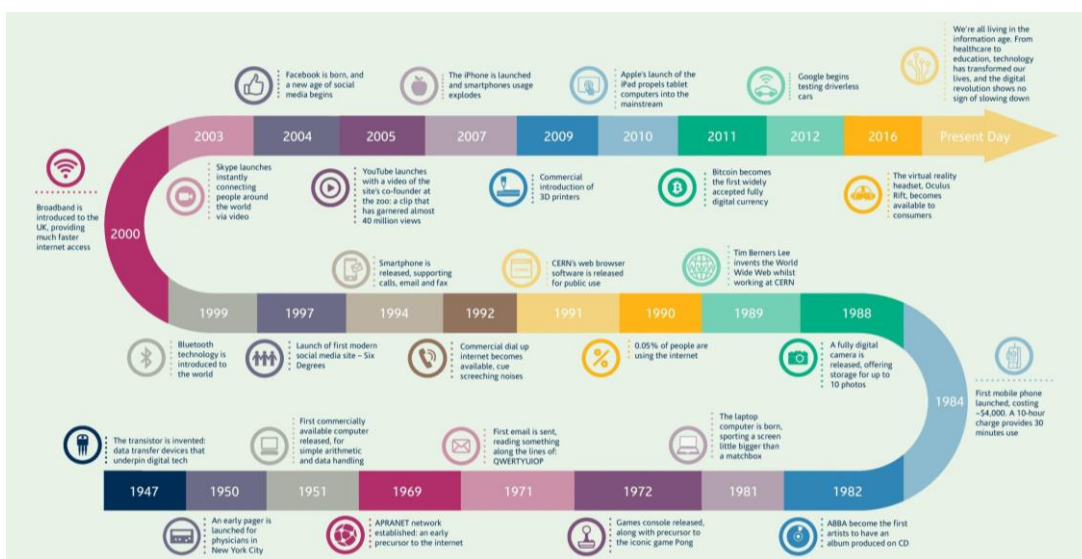 We're all living in the
information age. From
healthcare to
education, technology
has transformed our
lives, and the digital
revolution shows no
sign of slowing down
Facebook is born, and
a new age of social
media begins
The iPhone is launched
and smartphones usage
explodes
Apple's launch of the
iPad propels tablet
computers into the
mainstream
Google begins
testing driverless
cars
2003
2004
2005
2007
2009
2010
2011
2012
2016
Present Day
Skype launches
instantly
connecting
people around
the world
via video
YouTube launches
with a video of the
site's co-founder at
the zoo: a clip that
has garnered almost
40 million views
Commercial
introduction of
3D printers
Bitcoin becomes
the first widely
accepted fully
digital currency
The virtual reality
headset, Oculus
Rift, becomes
available to
consumers
Broadband is
introduced to the
UK, providing
much faster
internet access
2000
Smartphone is
released, supporting
calls, email and fax
CERN's web browser
software is released
for public use
Tim Berners Lee
invents the World
Wide Web whilst
working at CERN
1999
1997
1994
1992
1991
1990
1989
1988
Bluetooth
technology is
introduced to
the world
Launch of first modern
social media site – Six
Degrees
Commercial dial up
internet becomes
available, cue
screeching noises
0.05% of people are
using the internet
A fully digital
camera is
released, offering
storage for up to
10 photos
1984
First mobile phone
launched, costing
~$4,000. A 10-hour
charge provides 30
minutes use
The transistor is invented:
data transfer devices that
underpin digital tech
First commercially
available computer
released, for
simple arithmetic
and data handling
First email is sent,
reading something
along the lines of:
QWERTYUIOP
The laptop
computer is born,
sporting a screen
little bigger than
a matchbox
1947
1950
1951
1969
1971
1972
1981
1982
An early pager is
launched for
physicians in
New York City
APRANET network
established: an early
precursor to the internet
Games console released,
along with precursor to
the iconic game Pong
ABBA become the first
artists to have an
album produced on CD